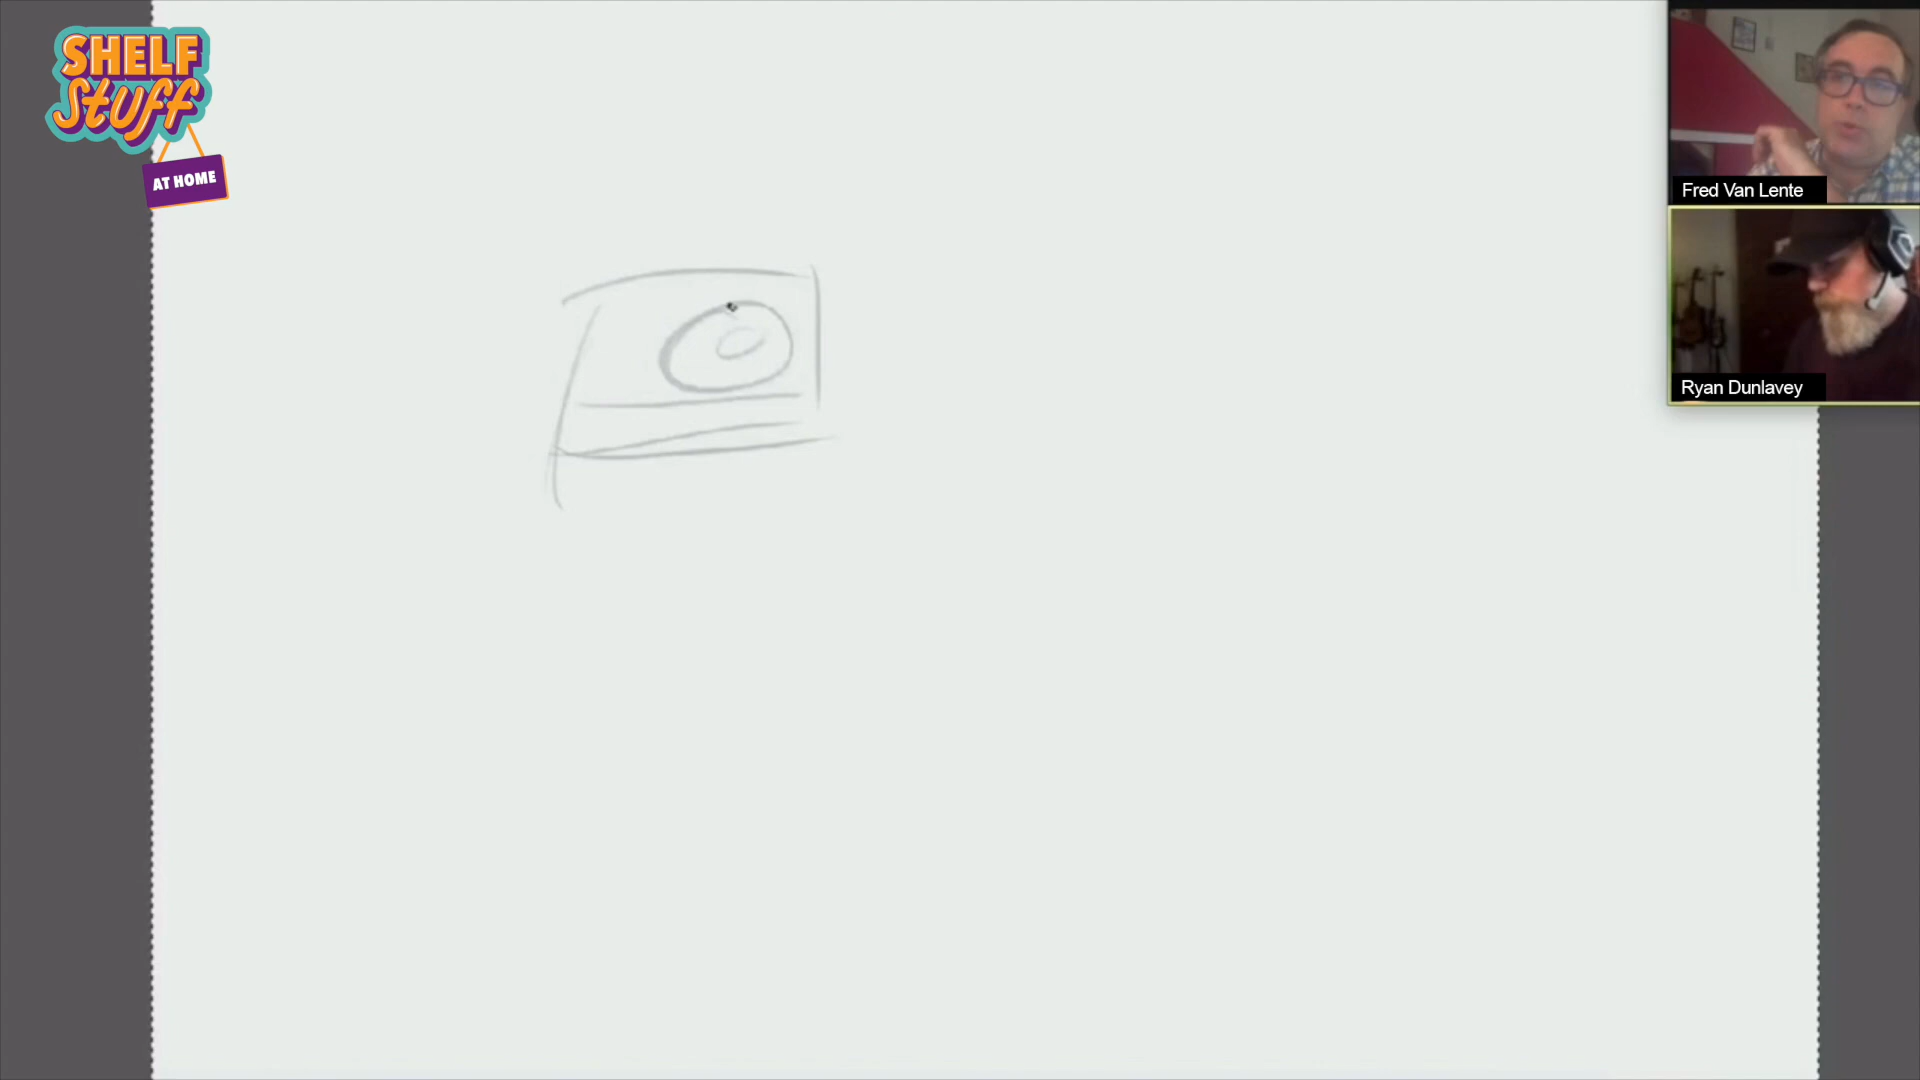 SHELF
Stuff
AT HOME
Fred Van Lente
Ryan Dunlavey